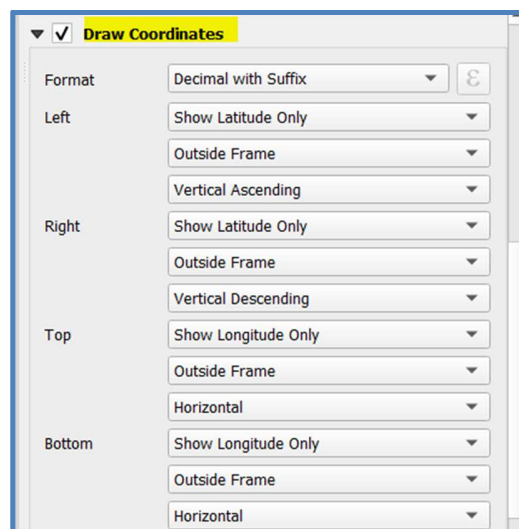 Draw Coordinates
Format Decimal with Suffix ε
Left Show Latitude Only
Outside Frame
Vertical Ascending
Right Show Latitude Only
Outside Frame
Vertical Descending
Top Show Longitude Only
Outside Frame
Horizontal
Bottom Show Longitude Only
Outside Frame
Horizontal